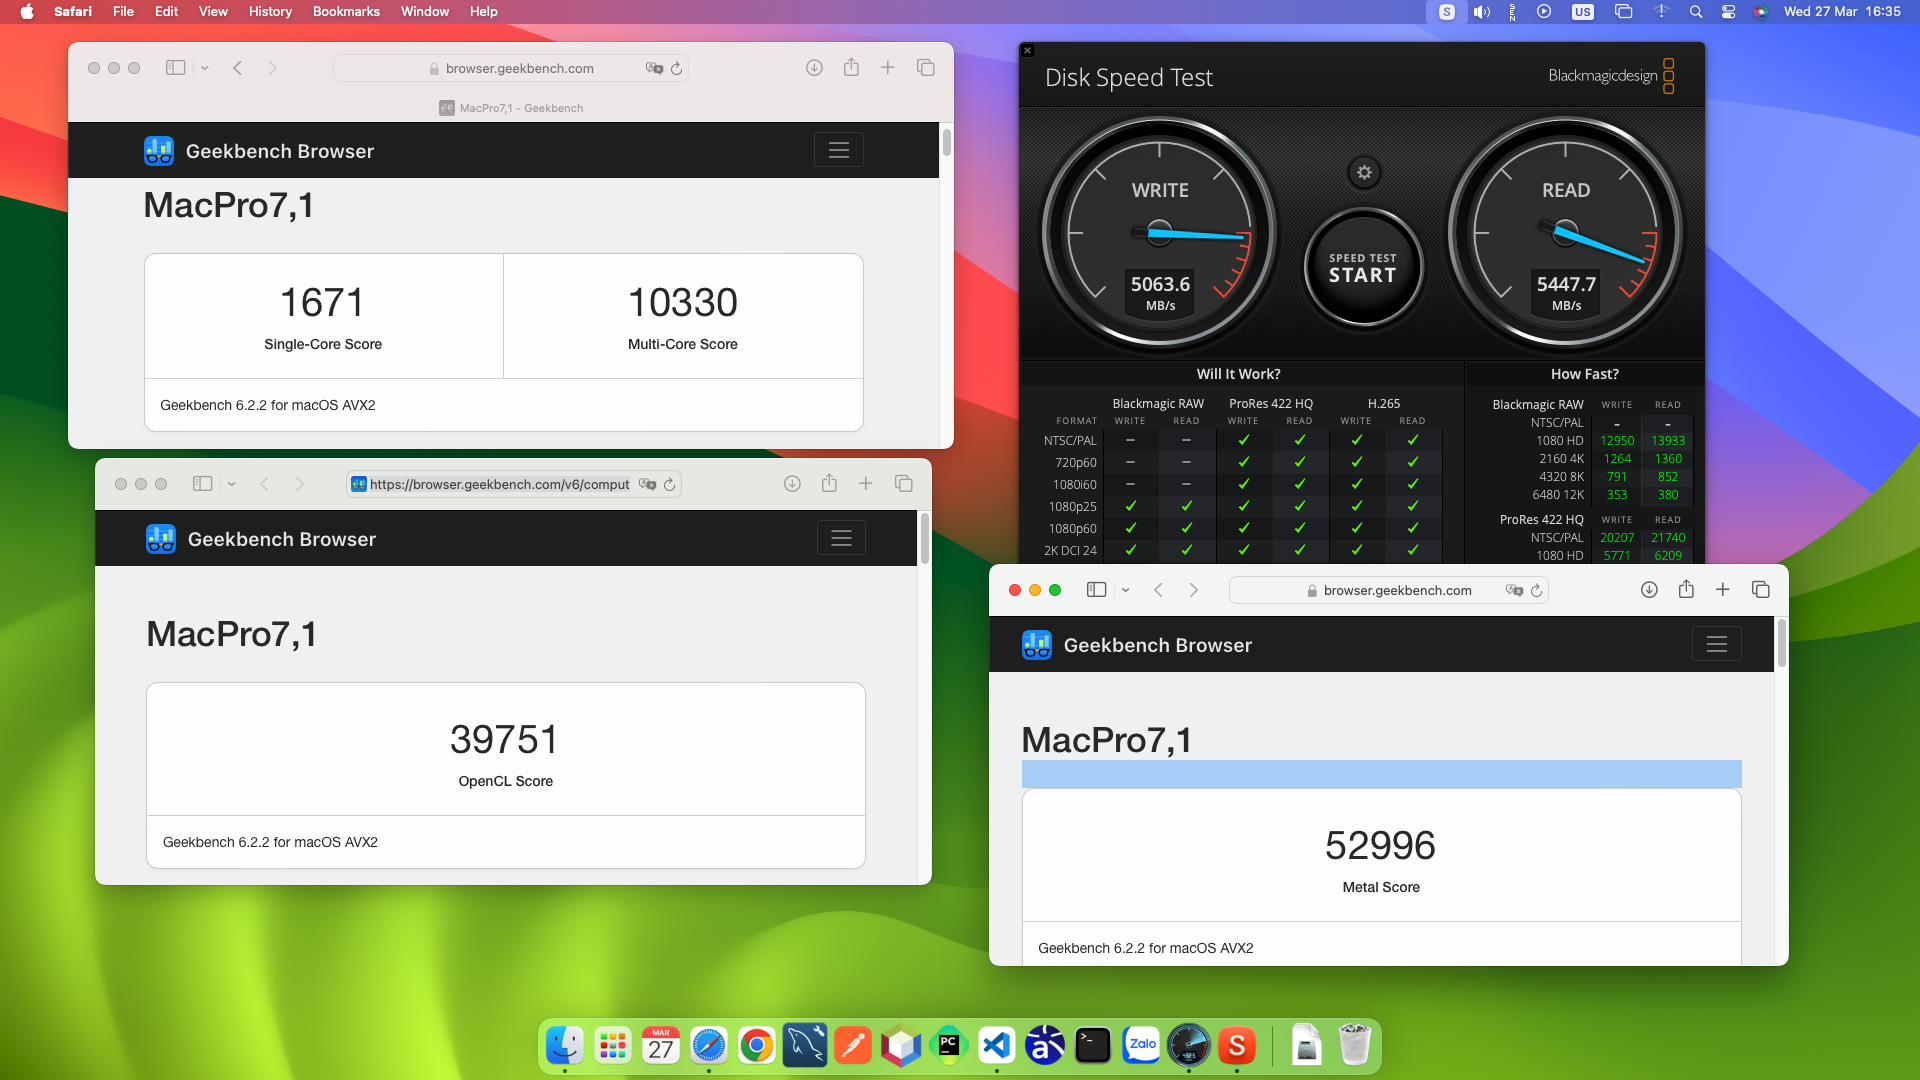 Safari File Edit View History Bookmarks Window Help S US Wed 27 Mar 16:35
browser.geekbench.com
MacPro7,1 - Geekbench
Geekbench Browser
MacPro7,1
1671 10330
Single-Core Score Multi-Core Score
Geekbench 6.2.2 for macOS AVX2
Disk Speed Test Blackmagicdesign
WRITE READ
SPEED TEST
START
5063.6 5447.7
MB/s MB/s
Will It Work? How Fast?
Blackmagic RAW ProRes 422 HQ H.265
FORMAT WRITE READ WRITE READ WRITE READ
NTSC/PAL – – ✓ ✓ ✓ ✓
720p60 – – ✓ ✓ ✓ ✓
1080i60 – – ✓ ✓ ✓ ✓
1080p25 ✓ ✓ ✓ ✓ ✓ ✓
1080p60 ✓ ✓ ✓ ✓ ✓ ✓
2K DCI 24 ✓ ✓ ✓ ✓ ✓ ✓
Blackmagic RAW WRITE READ
NTSC/PAL – –
1080 HD 12950 13933
2160 4K 1264 1360
4320 8K 791 852
6480 12K 353 380
ProRes 422 HQ WRITE READ
NTSC/PAL 20207 21740
1080 HD 5771 6209
https://browser.geekbench.com/v6/comput
Geekbench Browser
MacPro7,1
39751
OpenCL Score
Geekbench 6.2.2 for macOS AVX2
browser.geekbench.com
Geekbench Browser
MacPro7,1
52996
Metal Score
Geekbench 6.2.2 for macOS AVX2
MAR
27
PC
a
Zalo
S